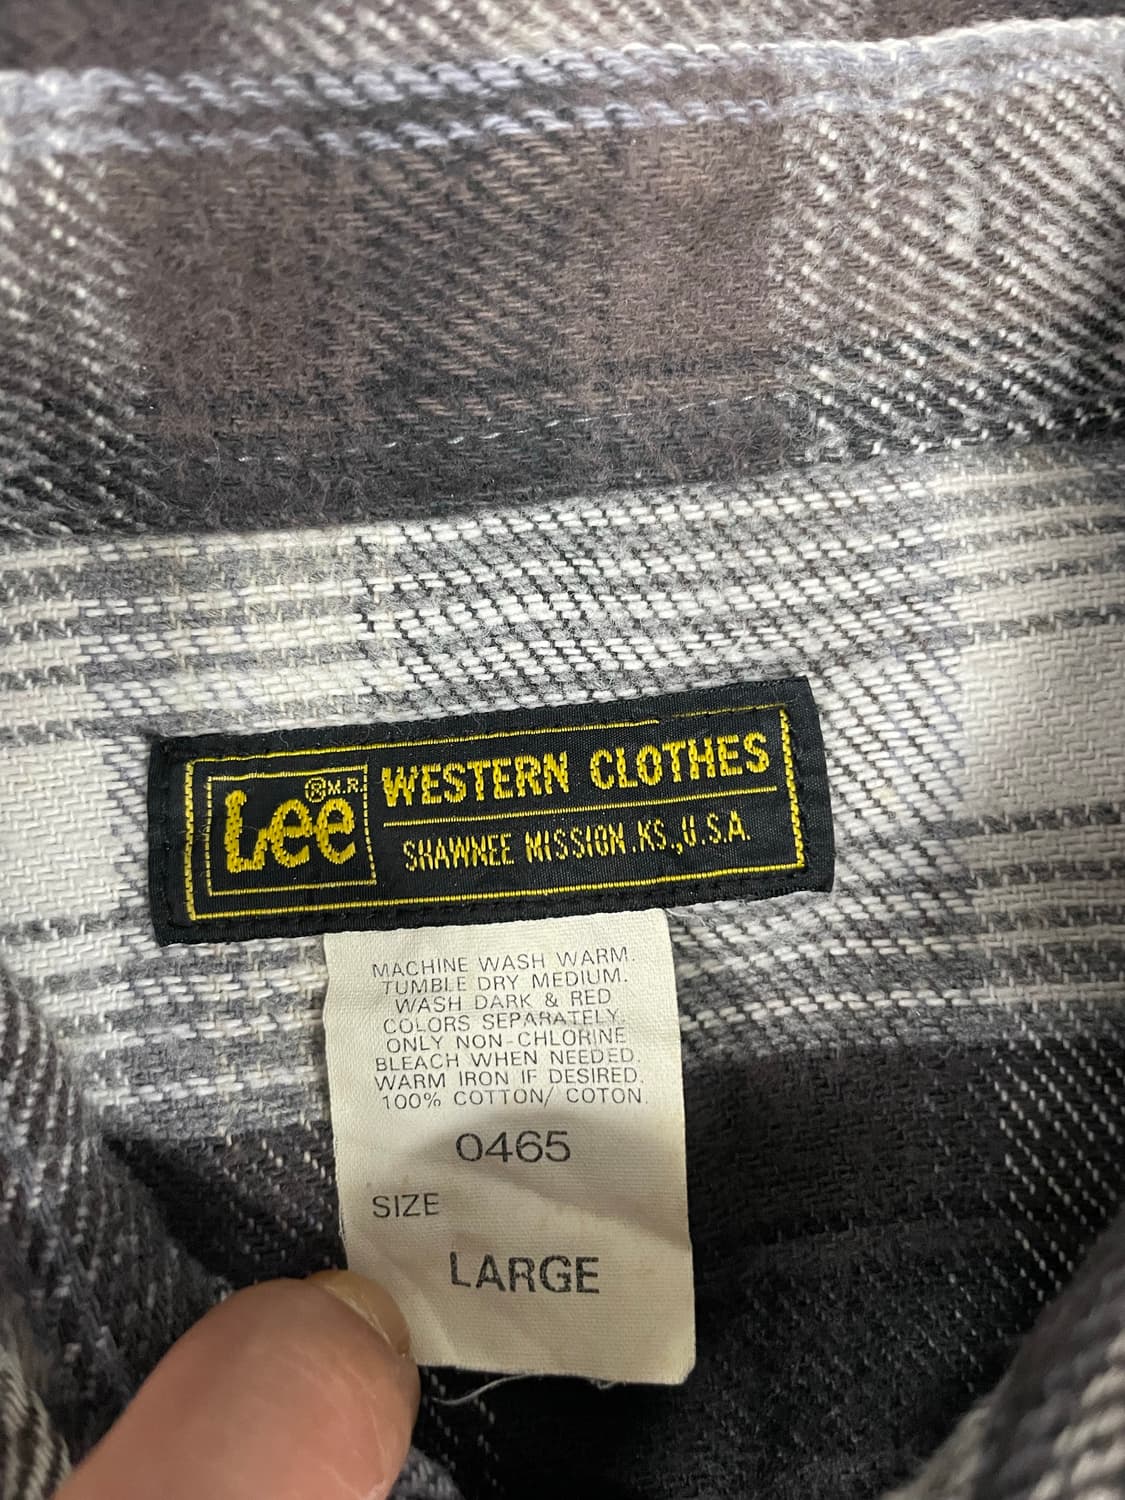 Lee ® M.R.
WESTERN CLOTHES
SHAWNEE MISSION.KS.,U.S.A.
MACHINE WASH WARM.
TUMBLE DRY MEDIUM.
WASH DARK & RED
COLORS SEPARATELY.
ONLY NON-CHLORINE
BLEACH WHEN NEEDED.
WARM IRON IF DESIRED.
100% COTTON/ COTON.
0465
SIZE
LARGE